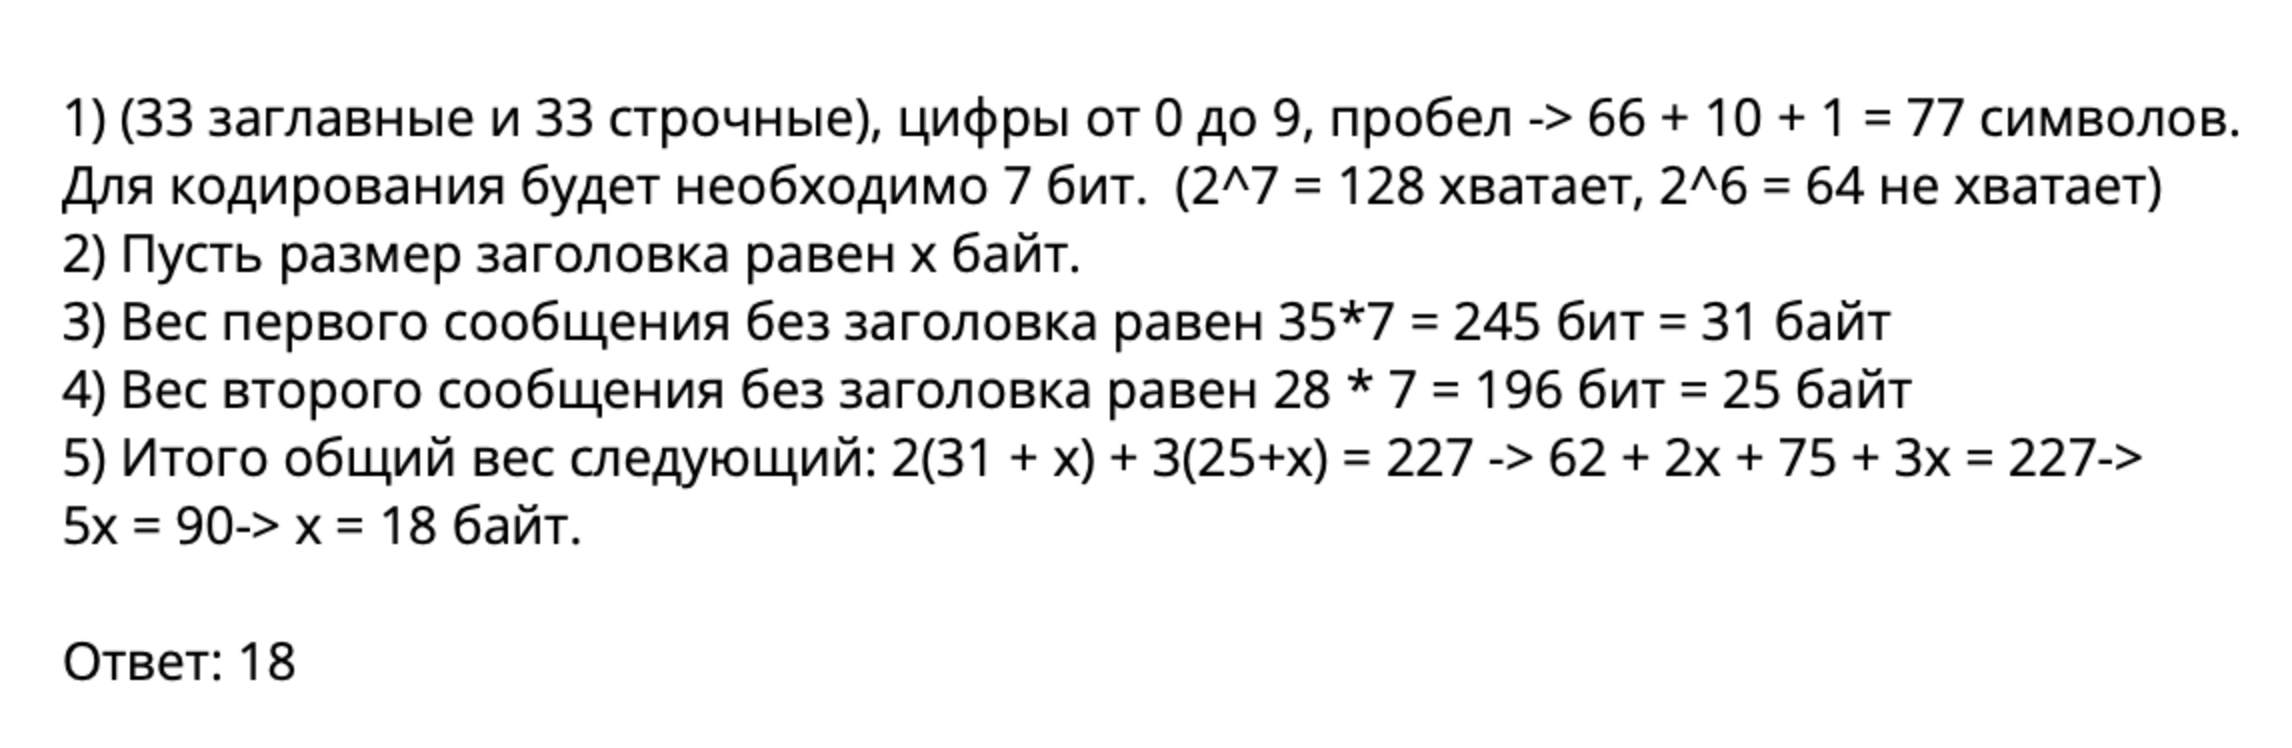 1) (33 заглавные и 33 строчные), цифры от 0 до 9, пробел -> 66 + 10 + 1 = 77 символов.
Для кодирования будет необходимо 7 бит.  (2^7 = 128 хватает, 2^6 = 64 не хватает)
2) Пусть размер заголовка равен x байт.
3) Вес первого сообщения без заголовка равен 35*7 = 245 бит = 31 байт
4) Вес второго сообщения без заголовка равен 28 * 7 = 196 бит = 25 байт
5) Итого общий вес следующий: 2(31 + x) + 3(25+x) = 227 -> 62 + 2x + 75 + 3x = 227->
5x = 90-> x = 18 байт.
Ответ: 18